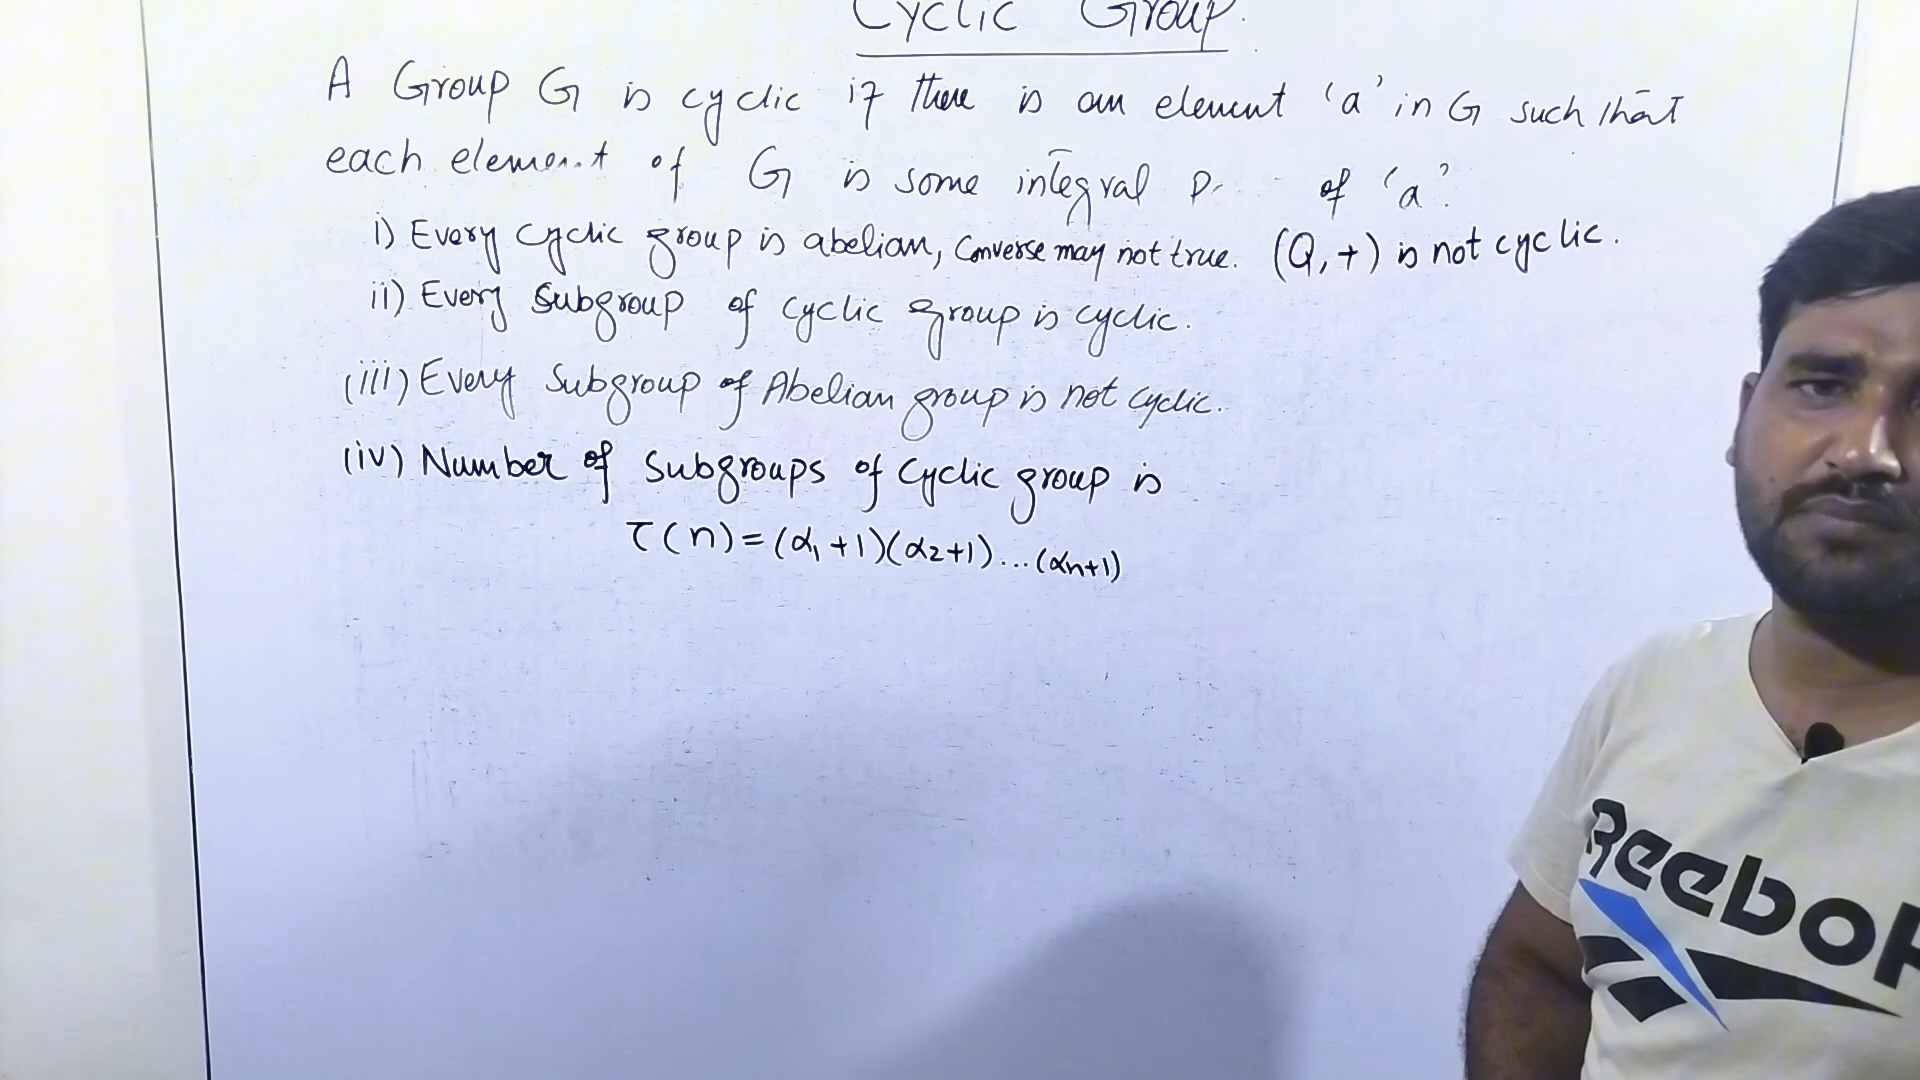 Cyclic Group.
A Group G is cyclic if there is an element 'a' in G such that
each element of G is some integral of 'a'.
i) Every cyclic group is abelian, Converse may not true. (Q,+) is not cyclic.
ii) Every Subgroup of cyclic group is cyclic.
(iii) Every Subgroup of Abelian group is not cyclic.
(iv) Number of Subgroups of Cyclic group is
τ(n)=(α₁+1)(α₂+1)...(αn+1)
Reebok